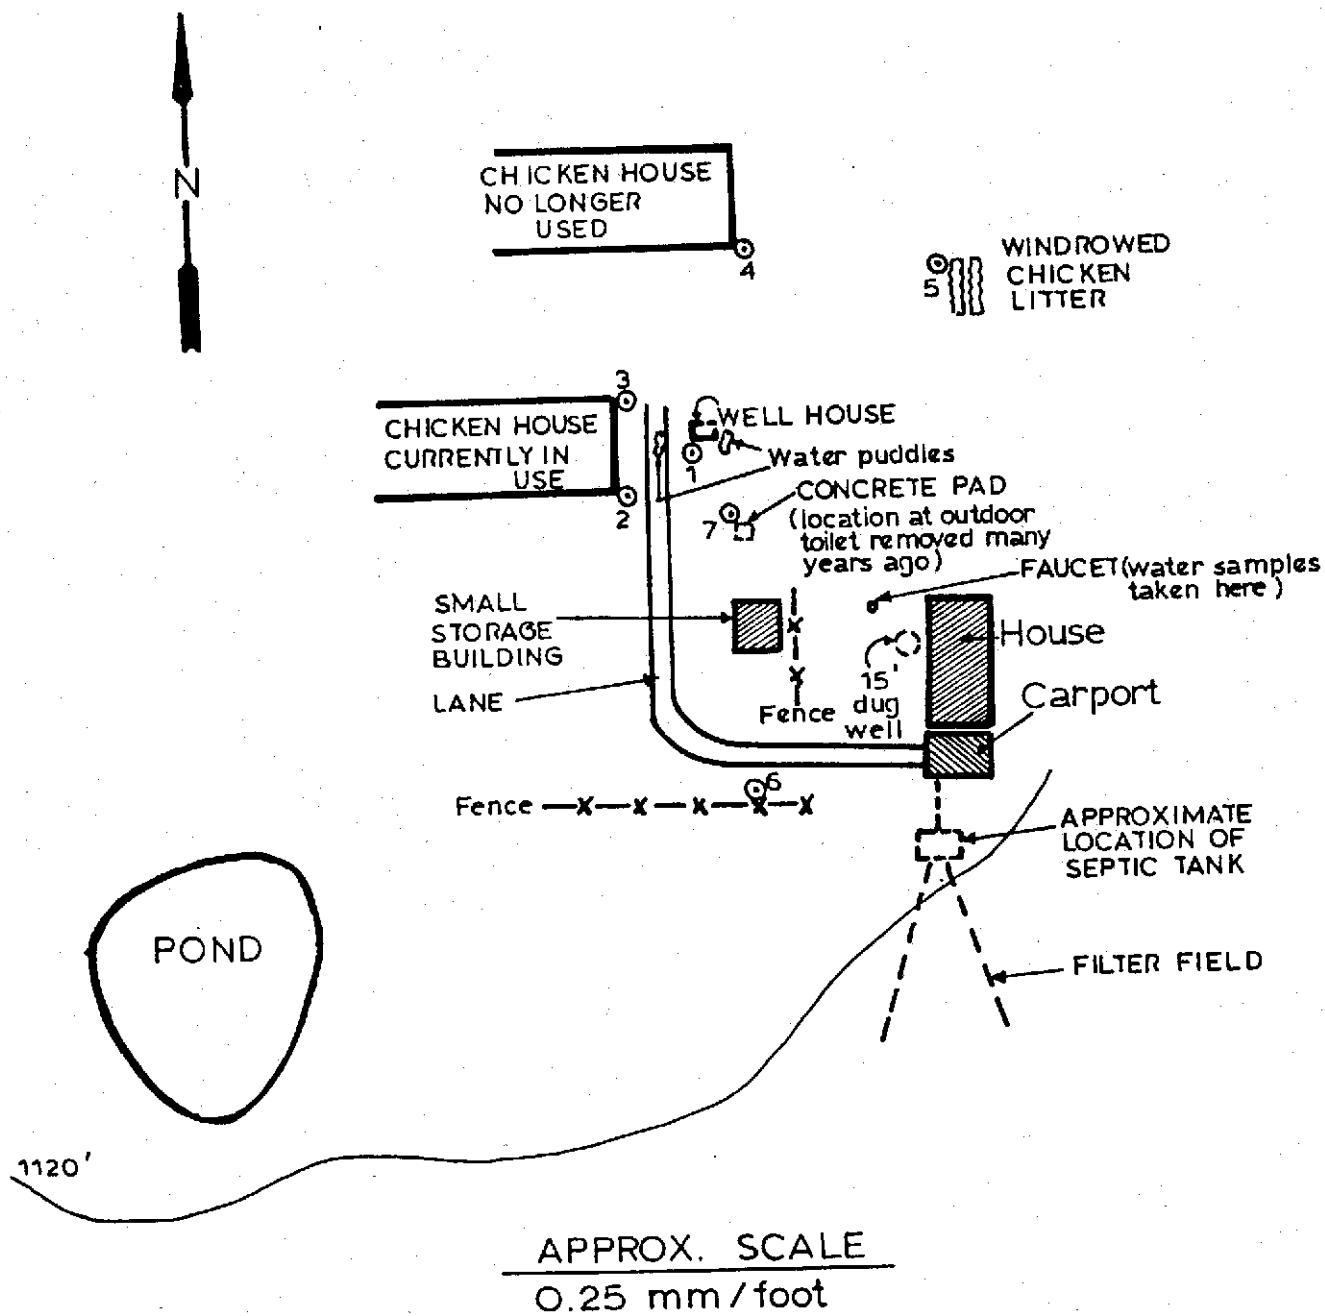 N
CHICKEN HOUSE
NO LONGER
USED
4
5
WINDROWED
CHICKEN
LITTER
3
CHICKEN HOUSE
CURRENTLY IN
USE
2
WELL HOUSE
1
Water puddles
7
CONCRETE PAD
(location at outdoor
toilet removed many
years ago)
FAUCET (water samples
taken here)
SMALL
STORAGE
BUILDING
House
15'
dug
well
LANE
Fence
Carport
6
Fence
APPROXIMATE
LOCATION OF
SEPTIC TANK
POND
FILTER FIELD
1120'
APPROX. SCALE
0.25 mm/foot